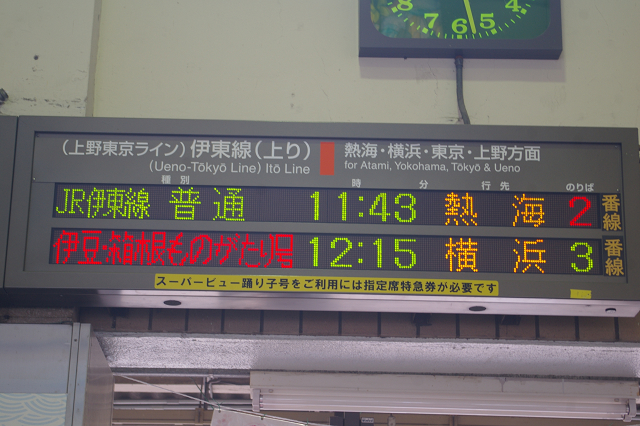 8 7 6 5 4
(上野東京ライン)伊東線(上り) 熱海・横浜・東京・上野方面
(Ueno-Tōkyō Line) Itō Line for Atami, Yokohama, Tōkyō & Ueno
種別 時 分 行先 のりば
JR伊東線 普通 11:43 熱海 2番線
伊豆・箱根ものがたり号 12:15 横浜 3番線
スーパービュー踊り子号をご利用には指定席特急券が必要です